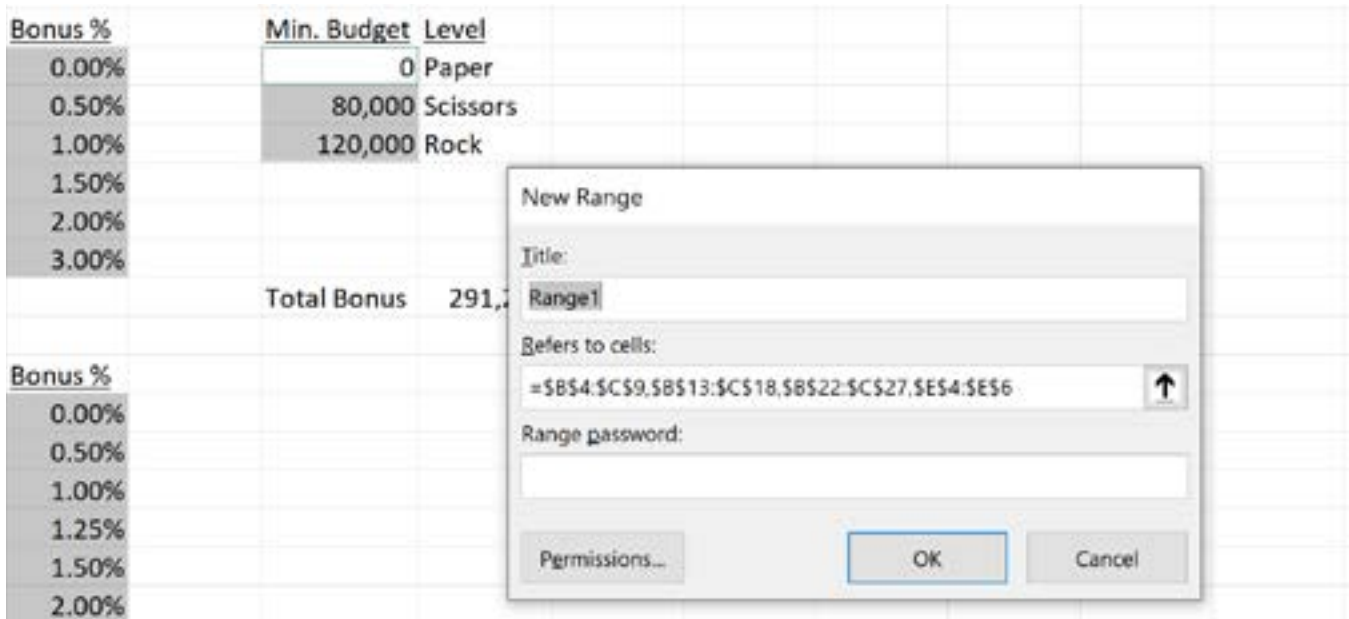 Bonus % Min. Budget Level
0.00% 0 Paper
0.50% 80,000 Scissors
1.00% 120,000 Rock
1.50%
2.00%
3.00%
Total Bonus 291,2
Bonus %
0.00%
0.50%
1.00%
1.25%
1.50%
2.00%
New Range
Title:
Range1
Refers to cells:
=$B$4:$C$9,$B$13:$C$18,$B$22:$C$27,$E$4:$E$6
Range password:
Permissions... OK Cancel